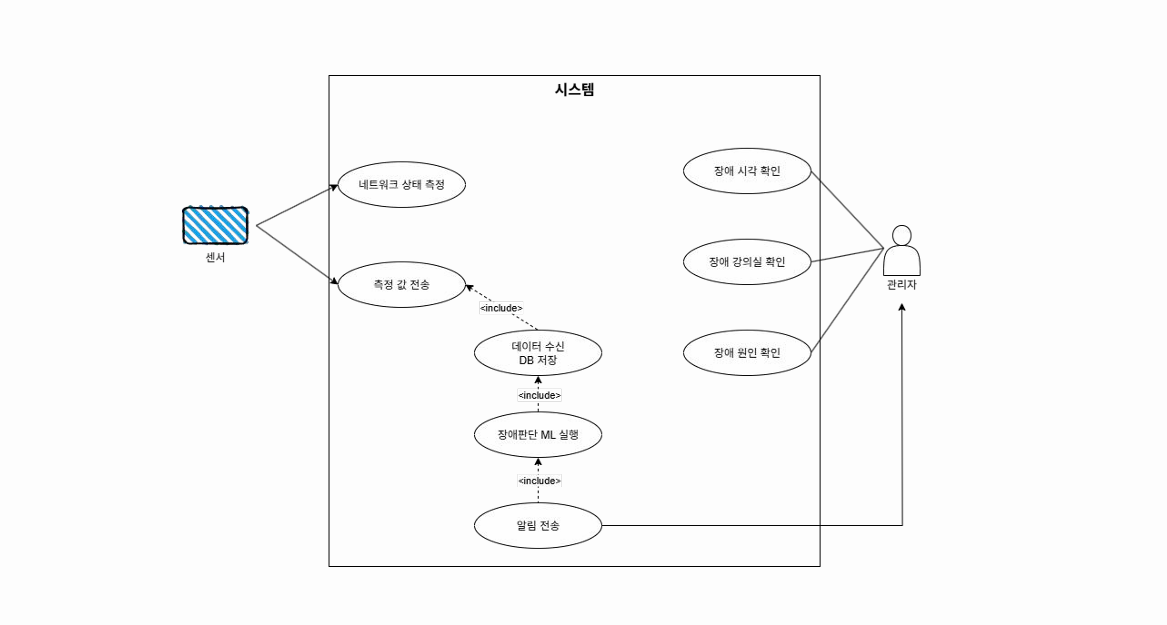 시스템
네트워크 상태 측정
장애 시각 확인
센서
측정 값 전송
장애 강의실 확인
관리자
<include>
데이터 수신
DB 저장
장애 원인 확인
<include>
장애판단 ML 실행
<include>
알림 전송